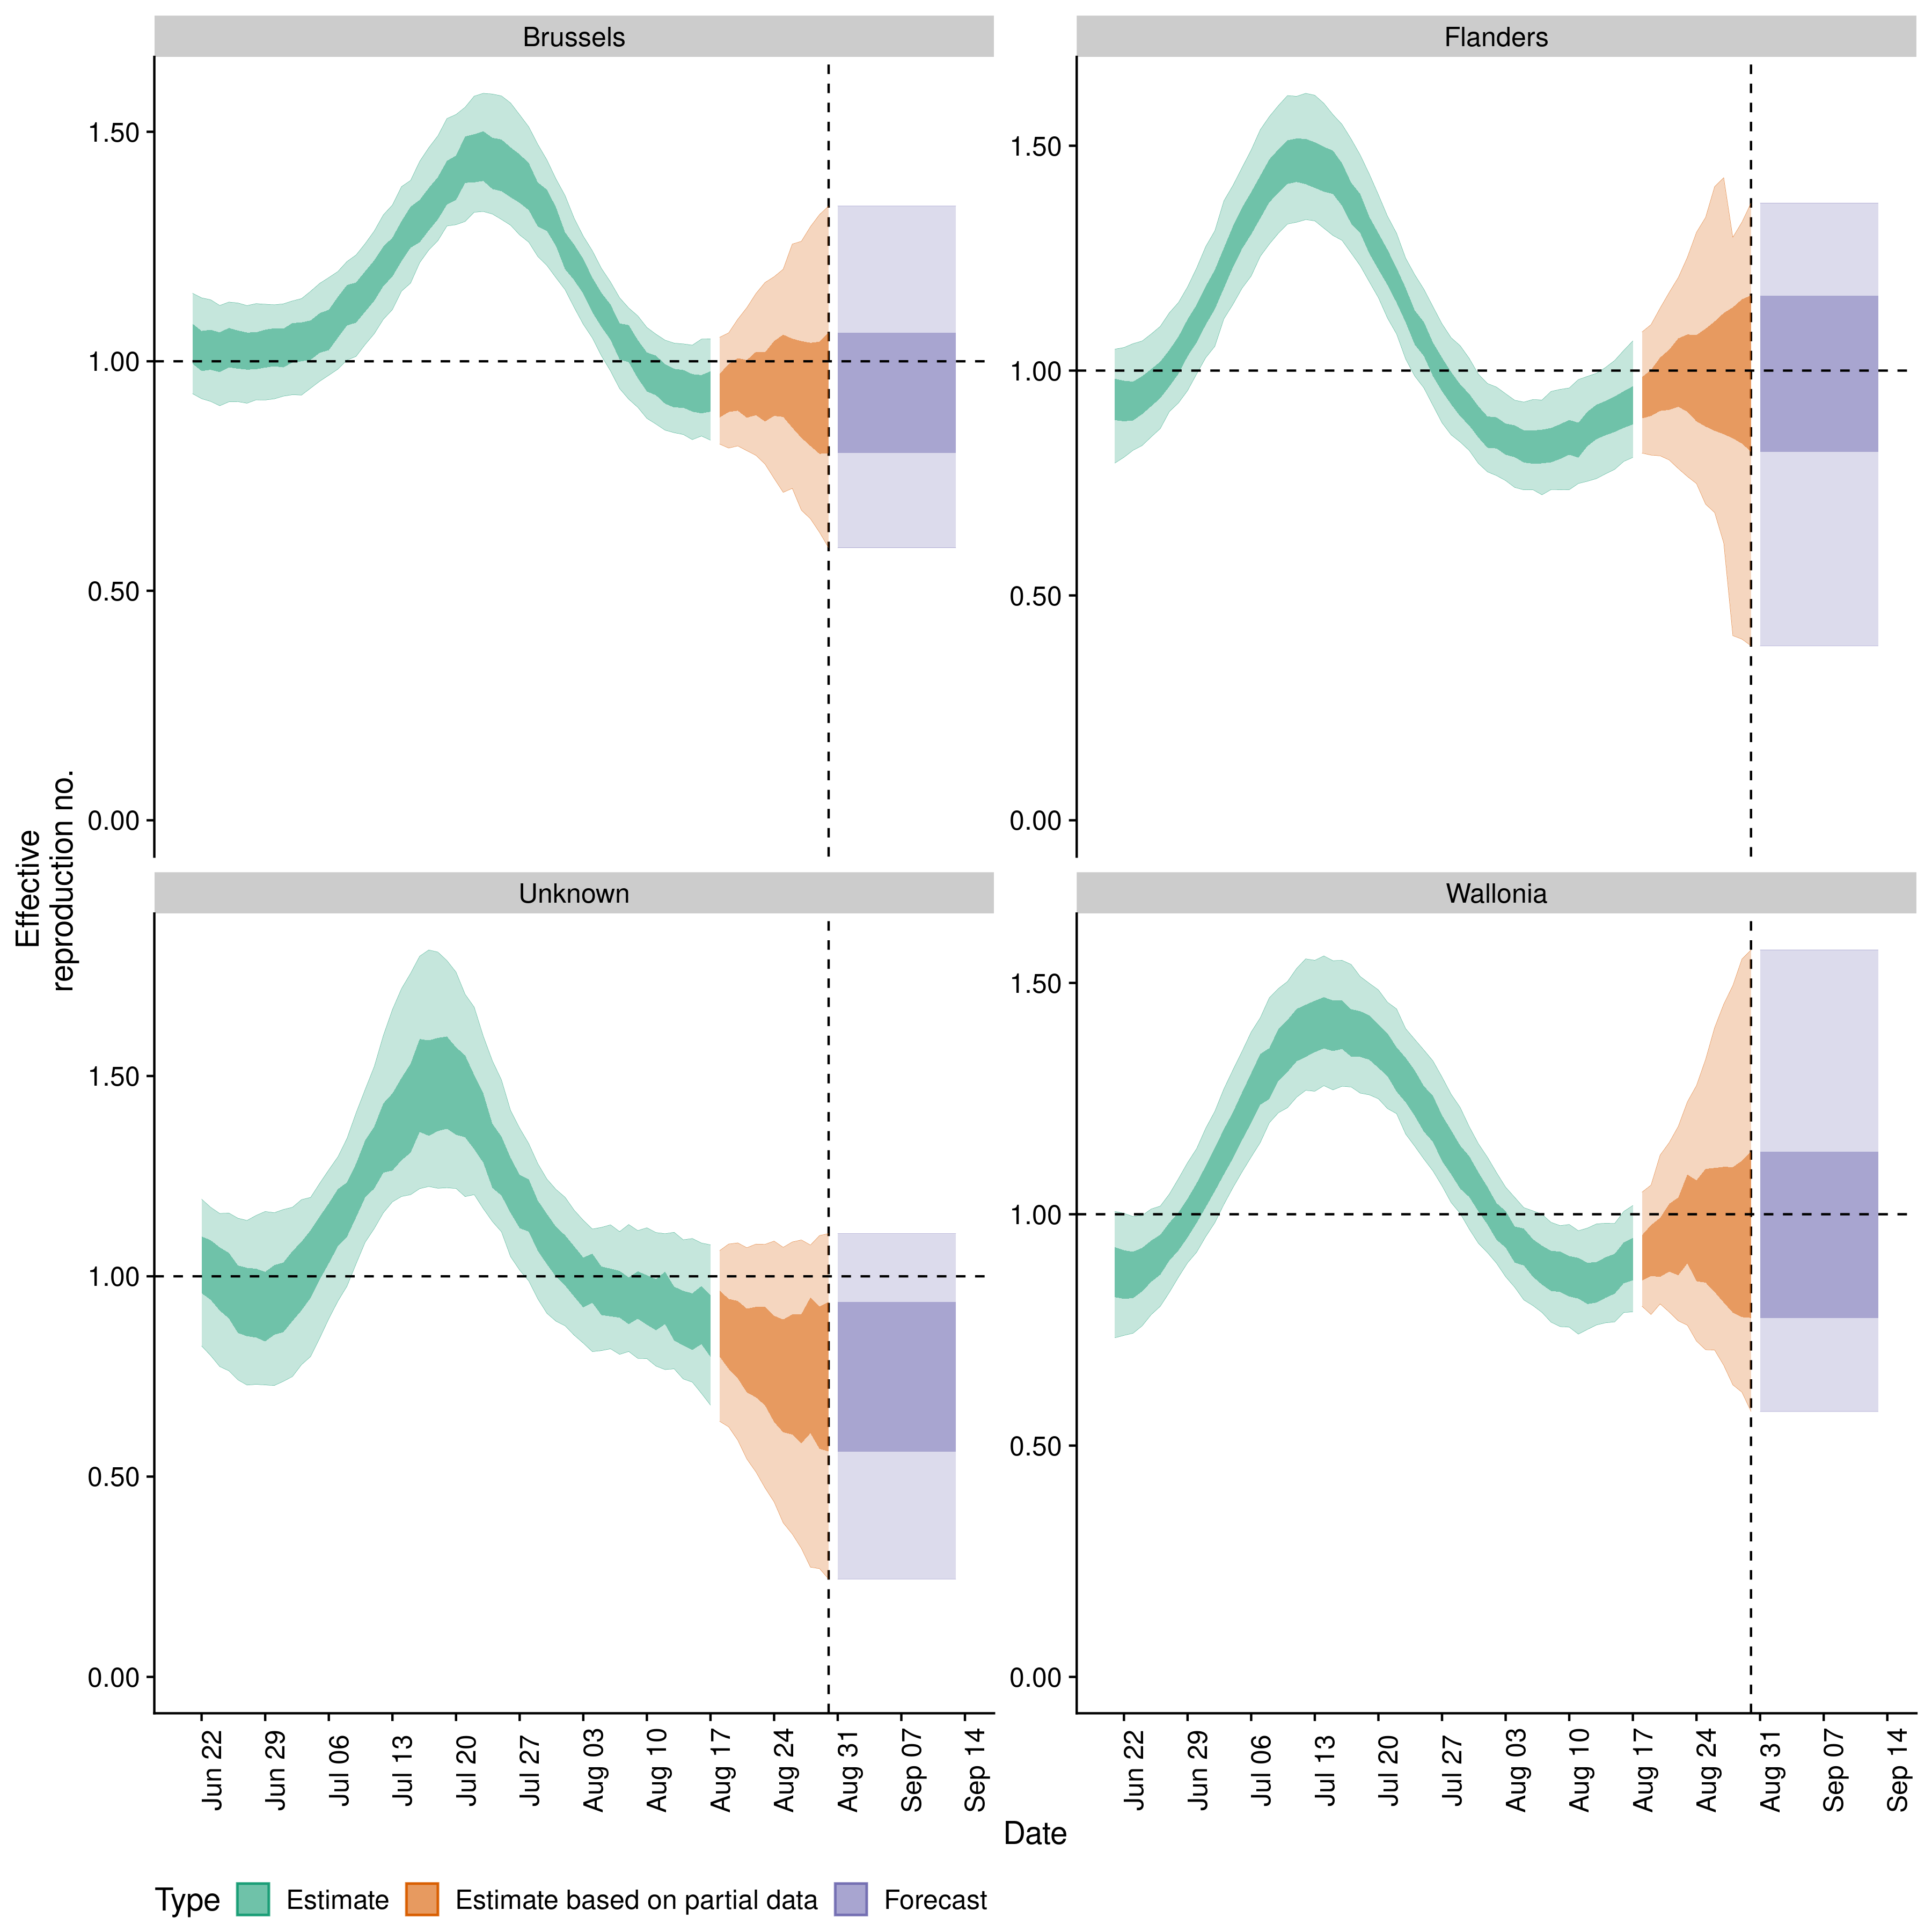 Brussels
Flanders
1.50
1.00
0.50
0.00
1.50
1.00
0.50
0.00
Effective
reproduction no.
Unknown
Wallonia
1.50
1.00
0.50
0.00
1.50
1.00
0.50
0.00
Jun 22
Jun 29
Jul 06
Jul 13
Jul 20
Jul 27
Aug 03
Aug 10
Aug 17
Aug 24
Aug 31
Sep 07
Sep 14
Jun 22
Jun 29
Jul 06
Jul 13
Jul 20
Jul 27
Aug 03
Aug 10
Aug 17
Aug 24
Aug 31
Sep 07
Sep 14
Date
Type Estimate Estimate based on partial data Forecast